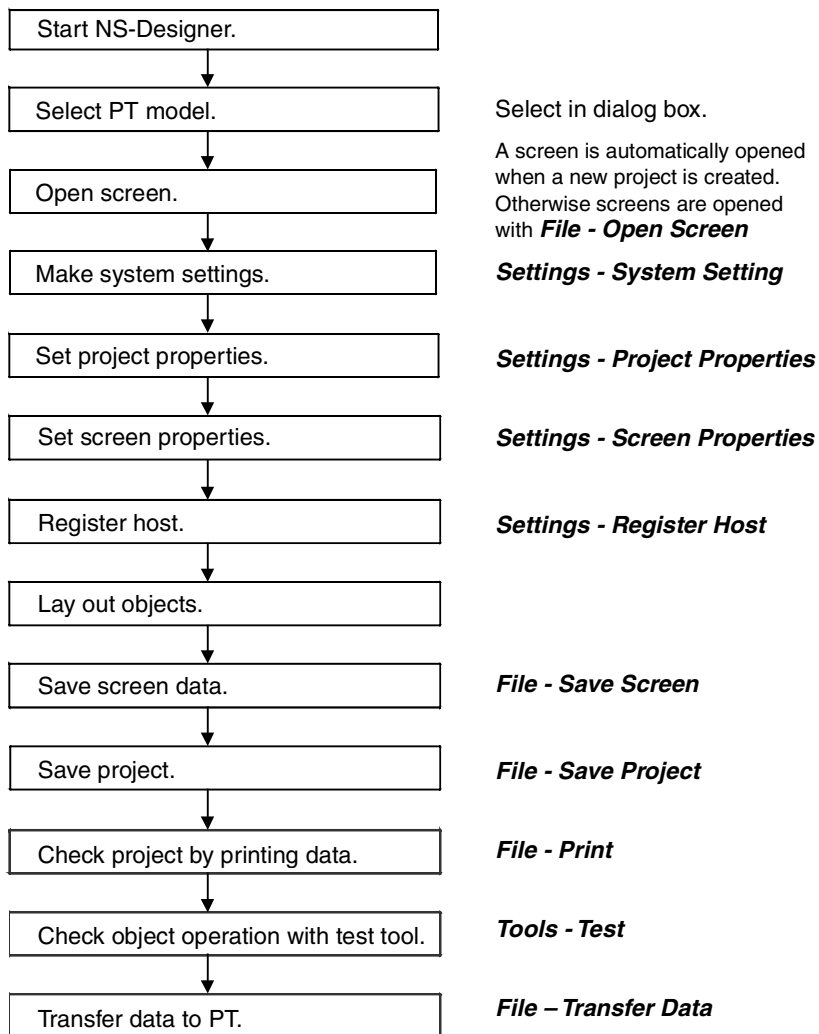 Start NS-Designer.
Select PT model.
Select in dialog box.
Open screen.
A screen is automatically opened
when a new project is created.
Otherwise screens are opened
with File - Open Screen
Make system settings.
Settings - System Setting
Set project properties.
Settings - Project Properties
Set screen properties.
Settings - Screen Properties
Register host.
Settings - Register Host
Lay out objects.
Save screen data.
File - Save Screen
Save project.
File - Save Project
Check project by printing data.
File - Print
Check object operation with test tool.
Tools - Test
Transfer data to PT.
File – Transfer Data